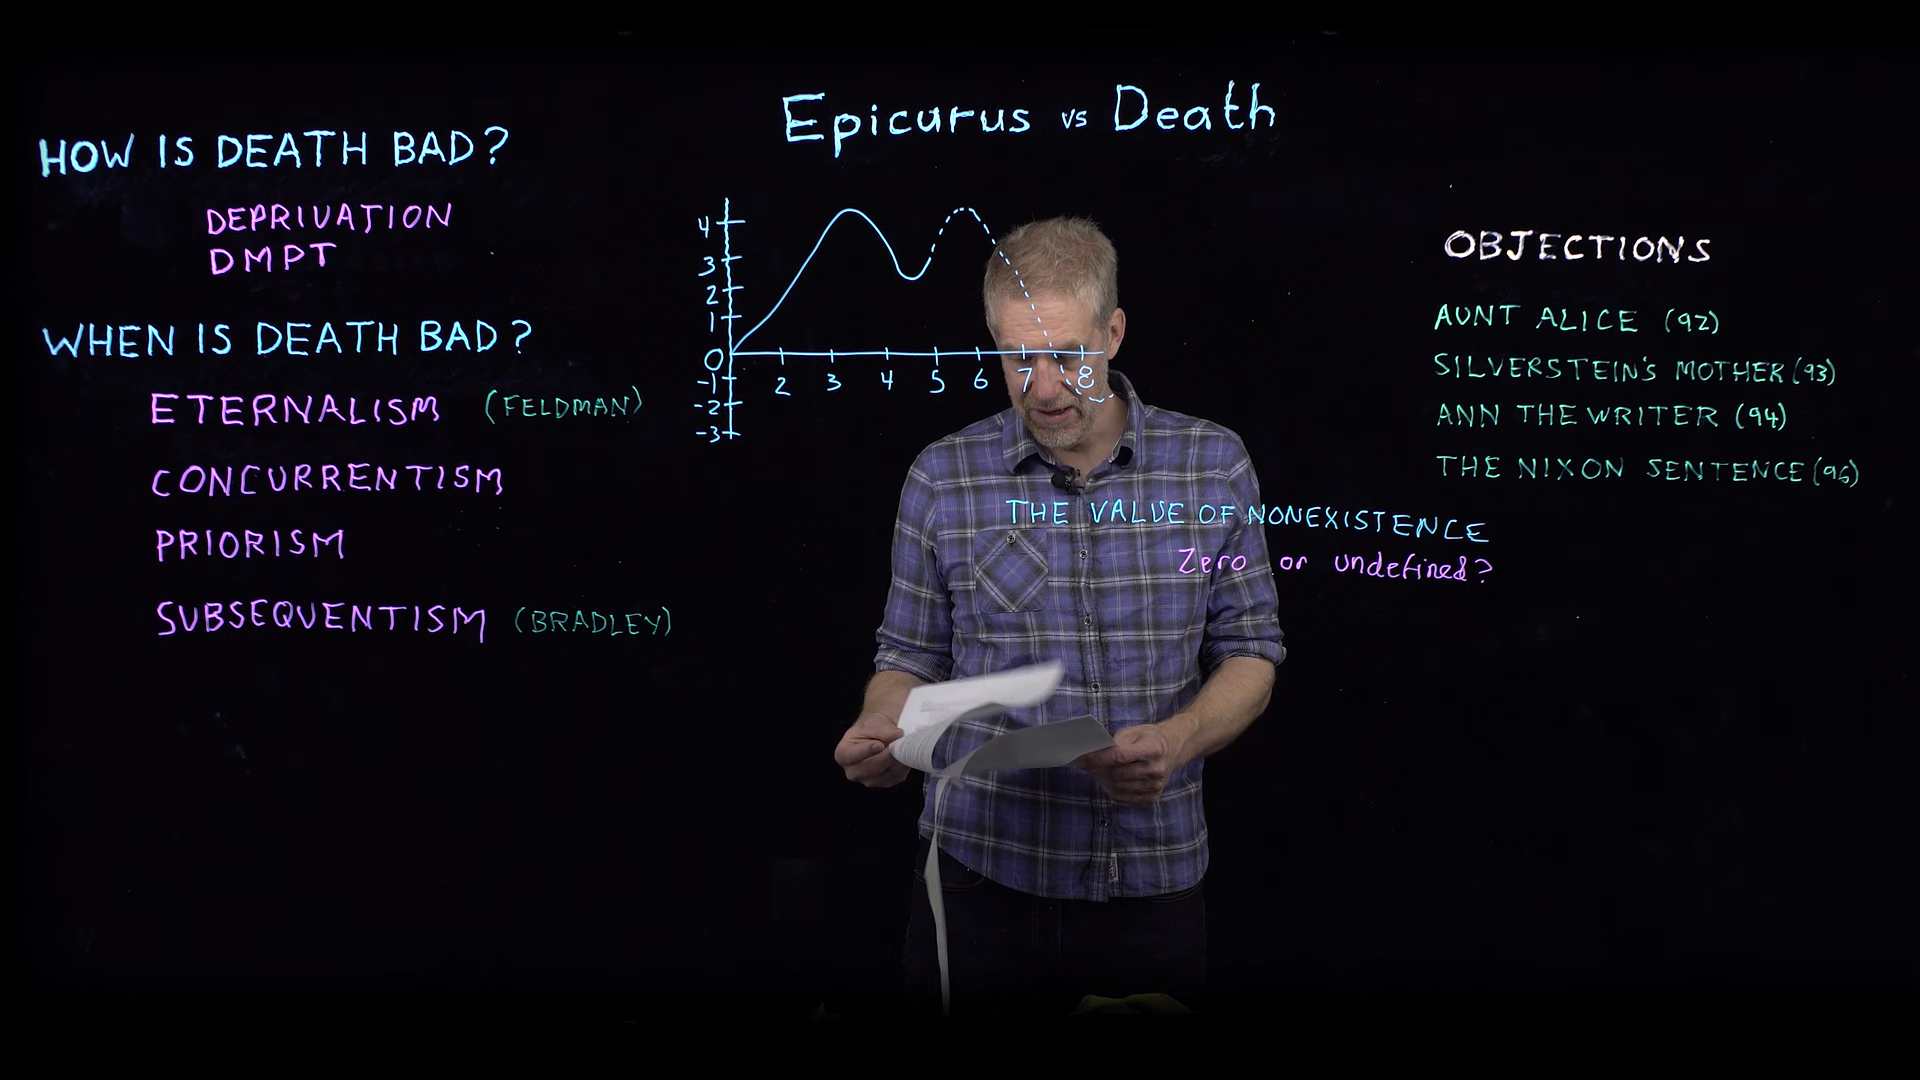 Epicurus vs Death
HOW IS DEATH BAD?
DEPRIVATION
DMPT
WHEN IS DEATH BAD?
ETERNALISM (FELDMAN)
CONCURRENTISM
PRIORISM
SUBSEQUENTISM (BRADLEY)
4
3
2
1
0
-1
-2
-3
2 3 4 5 6 7 8
THE VALUE OF NONEXISTENCE
Zero or undefined?
OBJECTIONS
AUNT ALICE (92)
SILVERSTEIN'S MOTHER (93)
ANN THE WRITER (94)
THE NIXON SENTENCE (95)